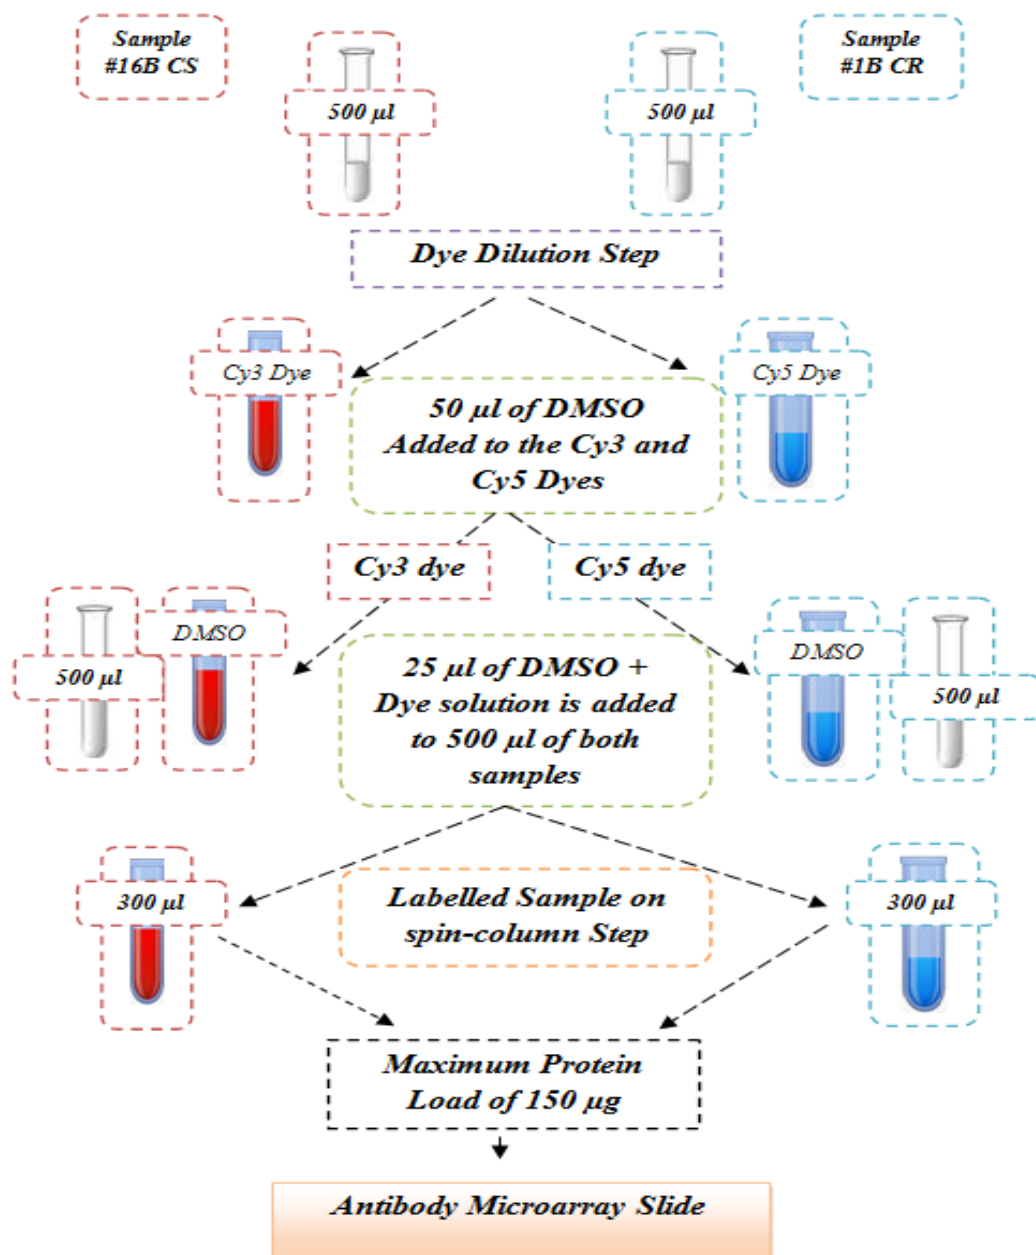 Sample
#16B CS
Sample
#1B CR
500 µl
500 µl
Dye Dilution Step
Cy3 Dye
Cy5 Dye
50 µl of DMSO
Added to the Cy3 and
Cy5 Dyes
Cy3 dye
Cy5 dye
DMSO
500 µl
DMSO
500 µl
25 µl of DMSO +
Dye solution is added
to 500 µl of both
samples
300 µl
300 µl
Labelled Sample on
spin-column Step
Maximum Protein
Load of 150 µg
Antibody Microarray Slide